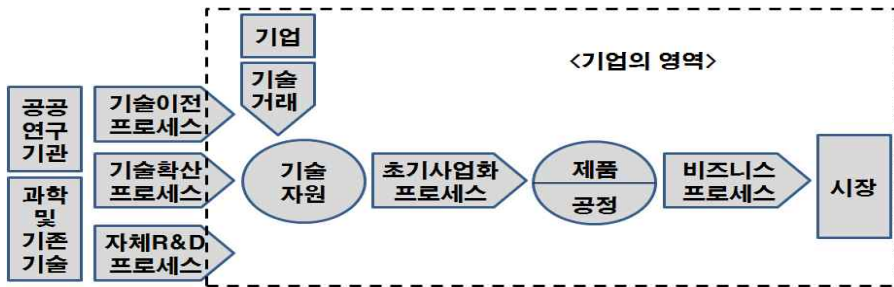 기업
<기업의 영역>
기술
거래
공공
연구
기관
기술이전
프로세스
기술확산
프로세스
기술
자원
초기사업화
프로세스
제품
공정
비즈니스
프로세스
시장
과학
및
기존
기술
자체R&D
프로세스